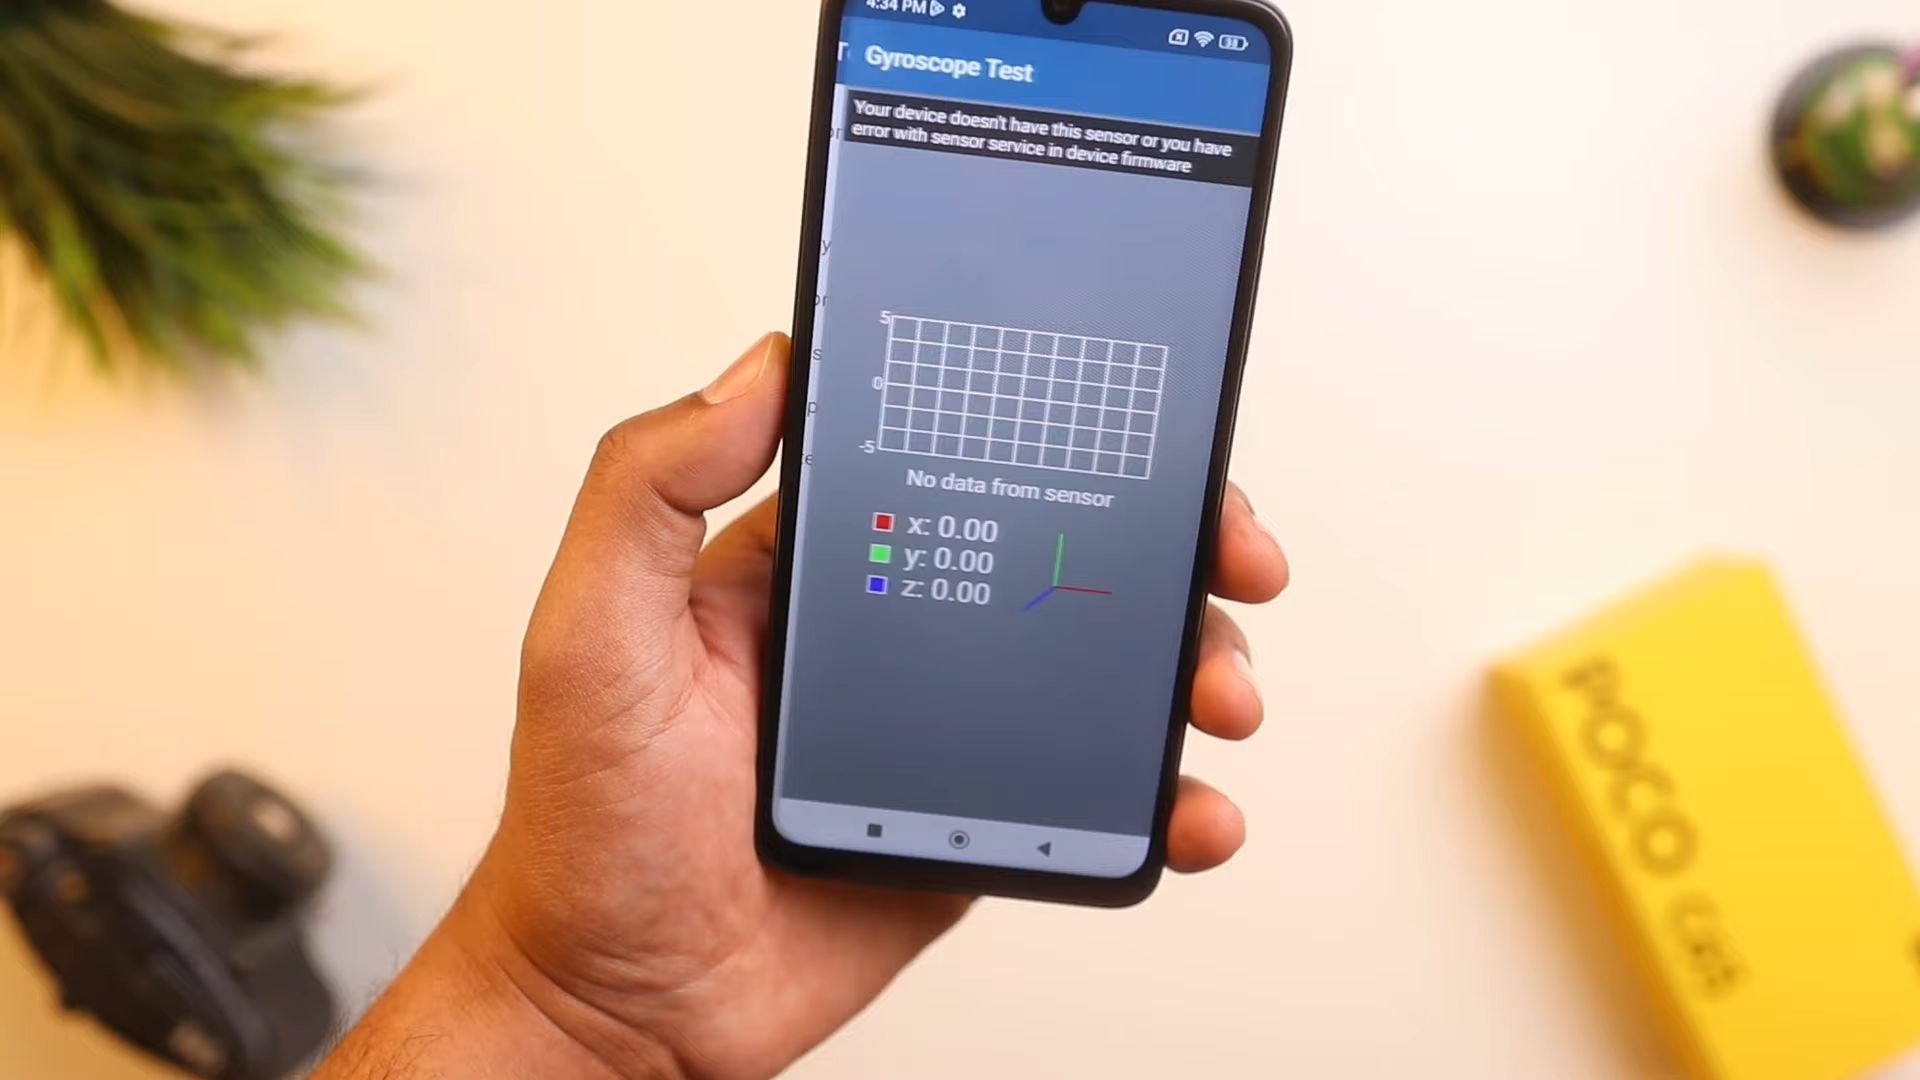 4:34 PM
38
Gyroscope Test
Your device doesn't have this sensor or you have
error with sensor service in device firmware
5
0
-5
No data from sensor
x: 0.00
y: 0.00
z: 0.00
POCO